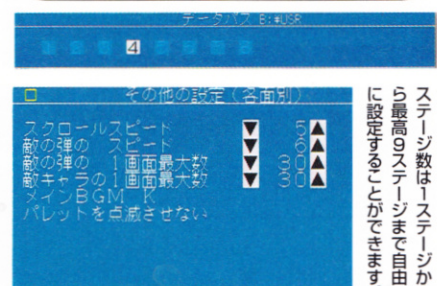 データパス B:¥USR
4
その他の設定(各面別)
スクロールスピード ▼ 5▲
敵の弾の スピード ▼ 6▲
敵の弾の 1画面最大数 ▼ 30▲
敵キャラの1画面最大数 ▼ 30▲
メインBGM K
パレットを点滅させない
ステージ数は1ステージか
ら最高9ステージまで自由
に設定することができます